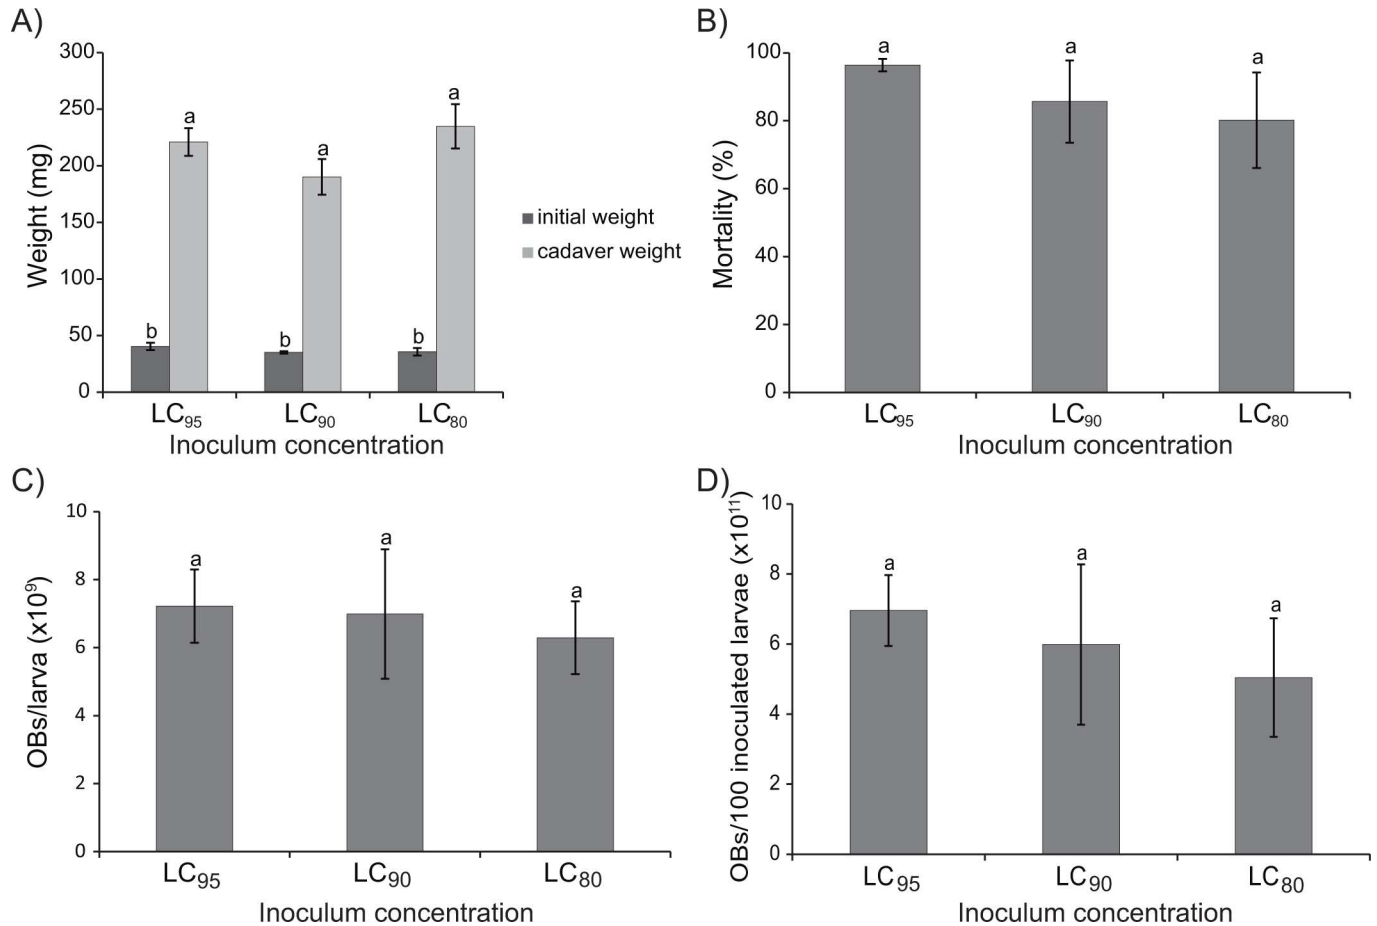 A)
300
250
200
150
100
50
0
Weight (mg)
a
a
a
b
b
b
initial weight
cadaver weight
LC95 LC90 LC80
Inoculum concentration
B)
100
80
60
40
20
0
Mortality (%)
a
a
a
LC95 LC90 LC80
Inoculum concentration
C)
10
8
6
4
2
0
OBs/larva (x10⁹)
a
a
a
LC95 LC90 LC80
Inoculum concentration
D)
10
8
6
4
2
0
OBs/100 inoculated larvae (x10¹¹)
a
a
a
LC95 LC90 LC80
Inoculum concentration